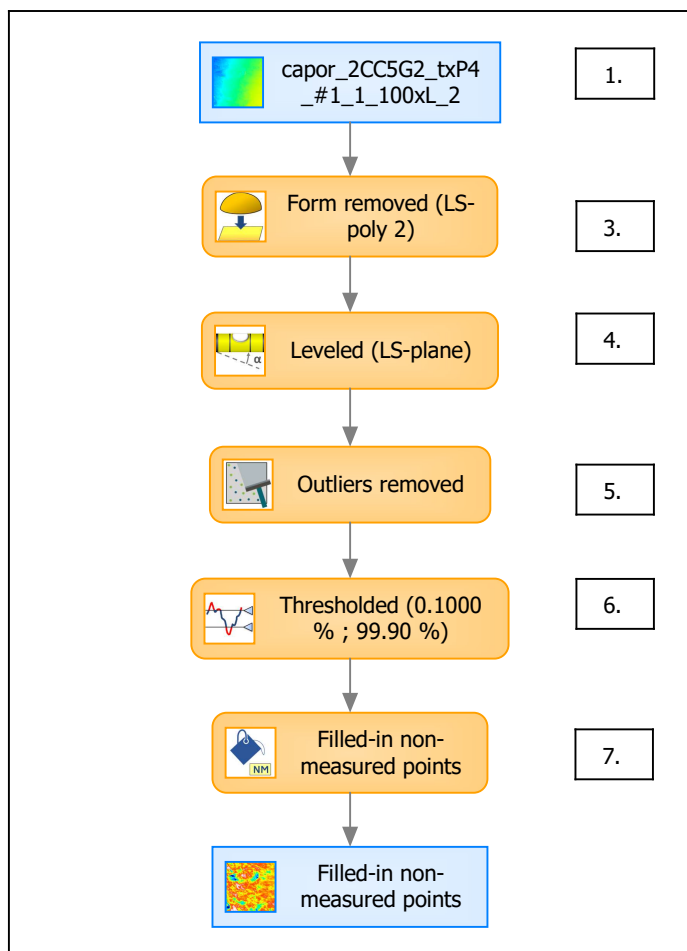 capor_2CC5G2_txP4
_#1_1_100xL_2
1.
Form removed (LS-
poly 2)
3.
α
Leveled (LS-plane)
4.
Outliers removed
5.
Thresholded (0.1000
% ; 99.90 %)
6.
NM
Filled-in non-
measured points
7.
Filled-in non-
measured points